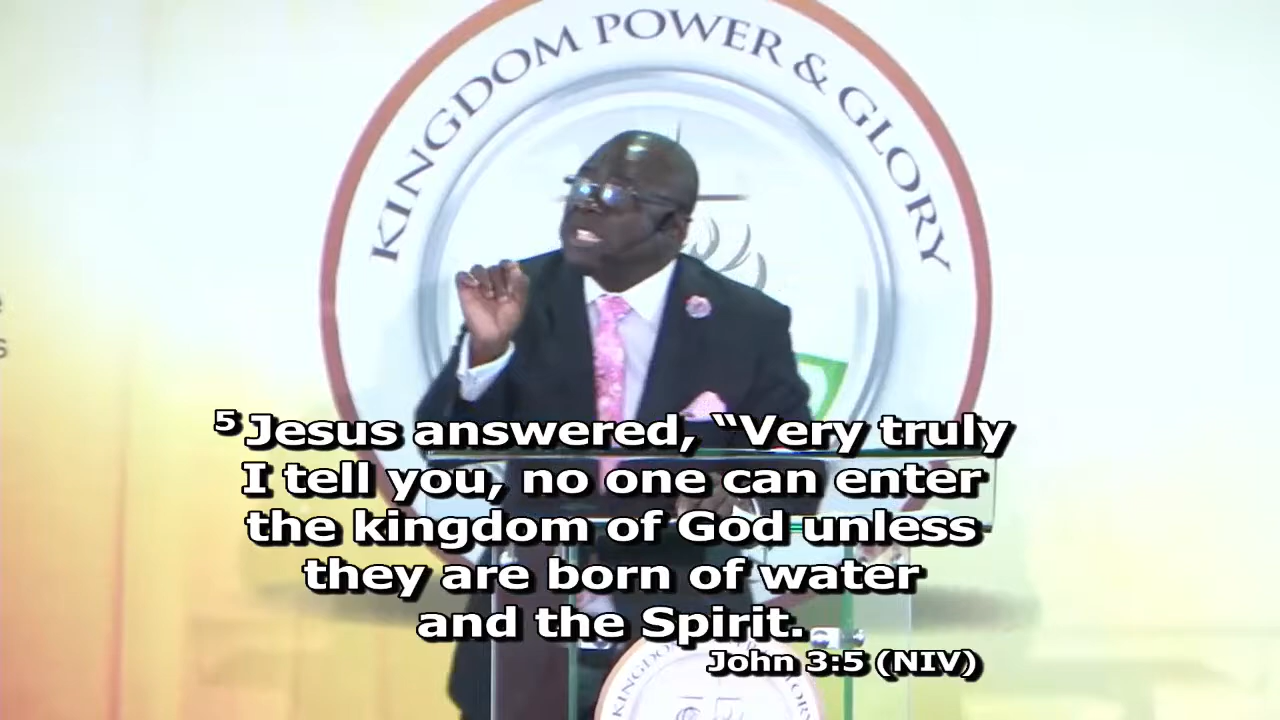 KINGDOM POWER & GLORY
5 Jesus answered, “Very truly
I tell you, no one can enter
the kingdom of God unless
they are born of water
and the Spirit.
John 3:5 (NIV)